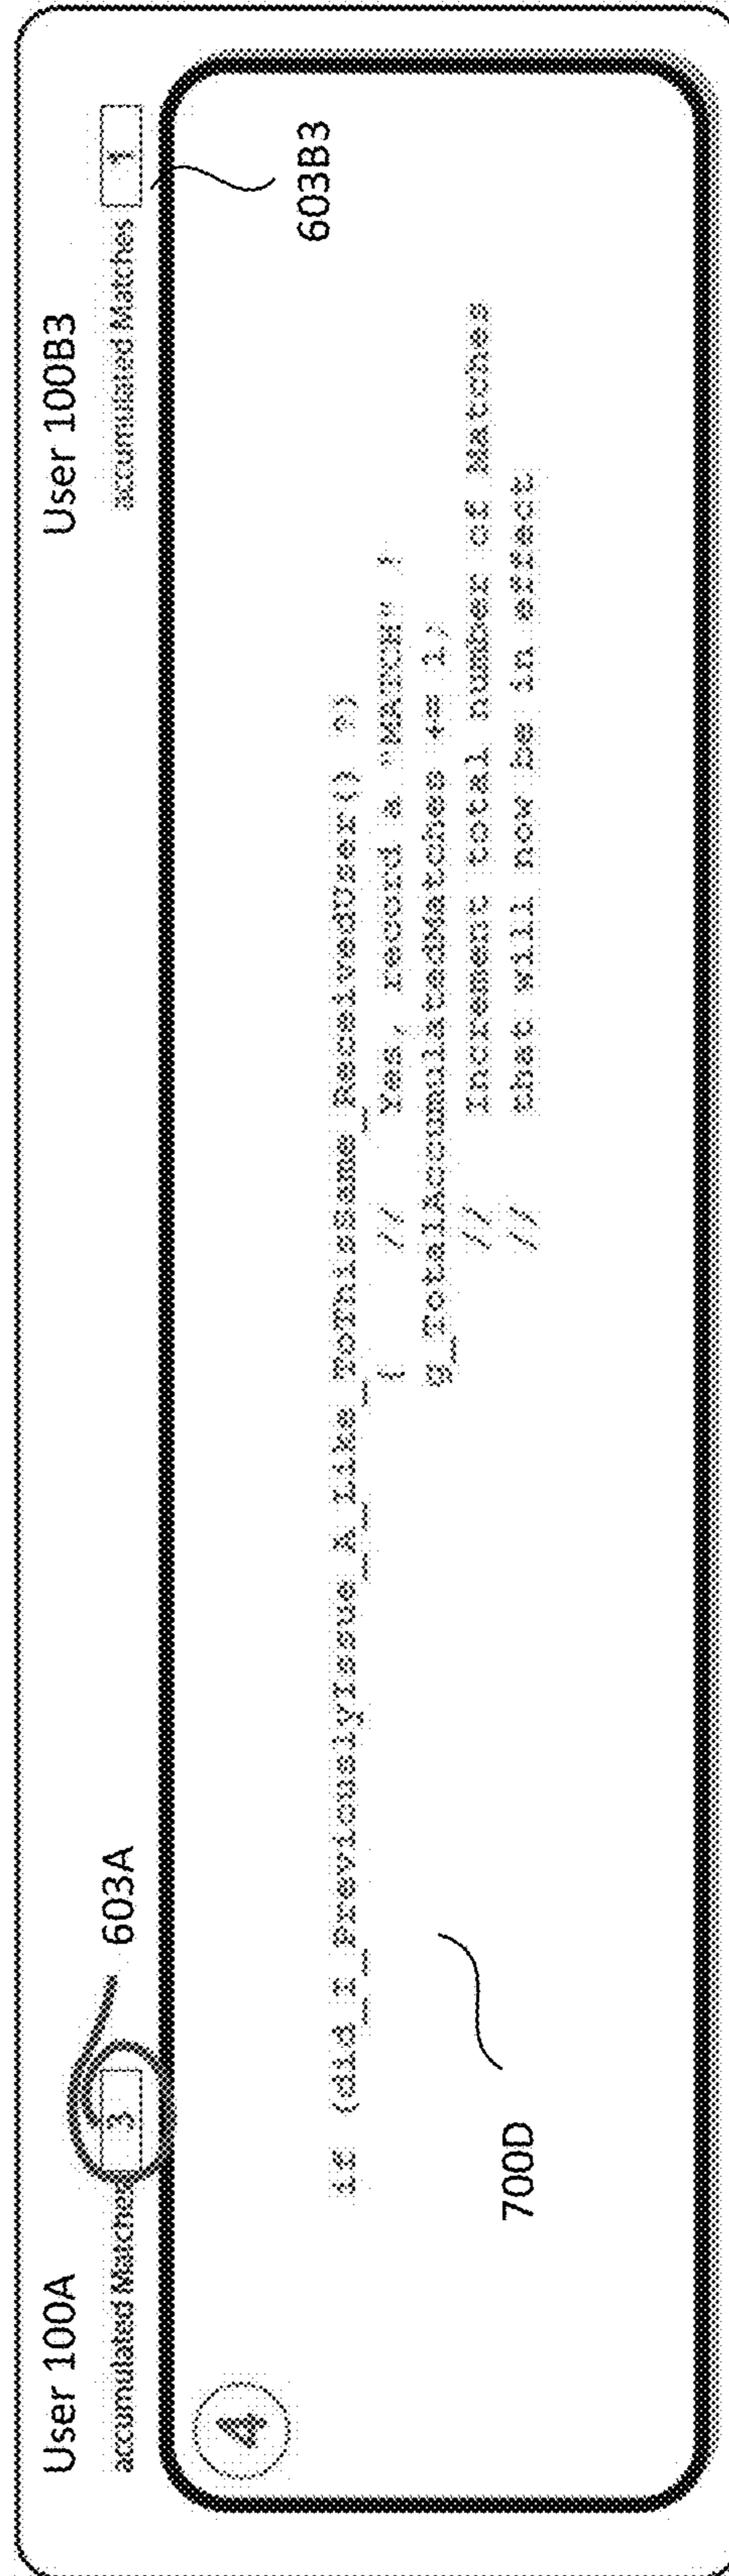 User 100A
accumulated Matches 3
603A
User 100B3
accumulated Matches 1
603B3
4
if (did_I_PreviouslyIssue_A_Like_ToThisSame_ReceivedUser() ?)
{ // Yes, record a "MATCH" !
g_TotalAccumulatedMatches += 1;
// Increment total number of Matches
// that will now be in effect
700D